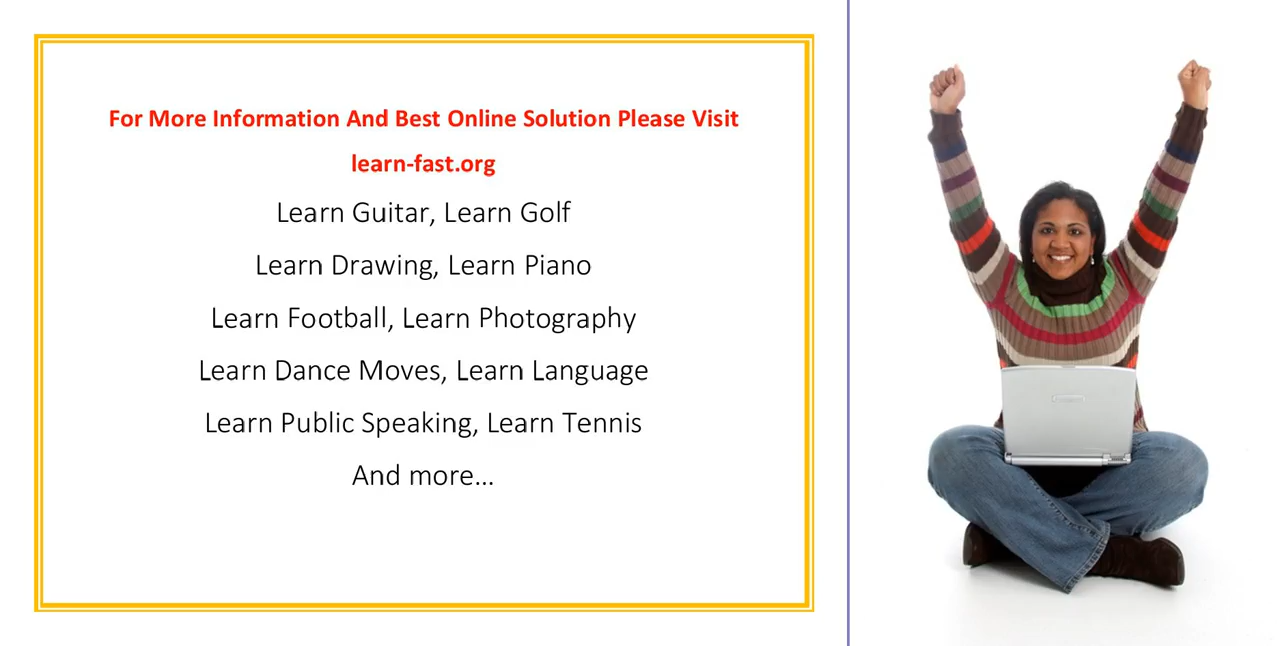 For More Information And Best Online Solution Please Visit
learn-fast.org
Learn Guitar, Learn Golf
Learn Drawing, Learn Piano
Learn Football, Learn Photography
Learn Dance Moves, Learn Language
Learn Public Speaking, Learn Tennis
And more...